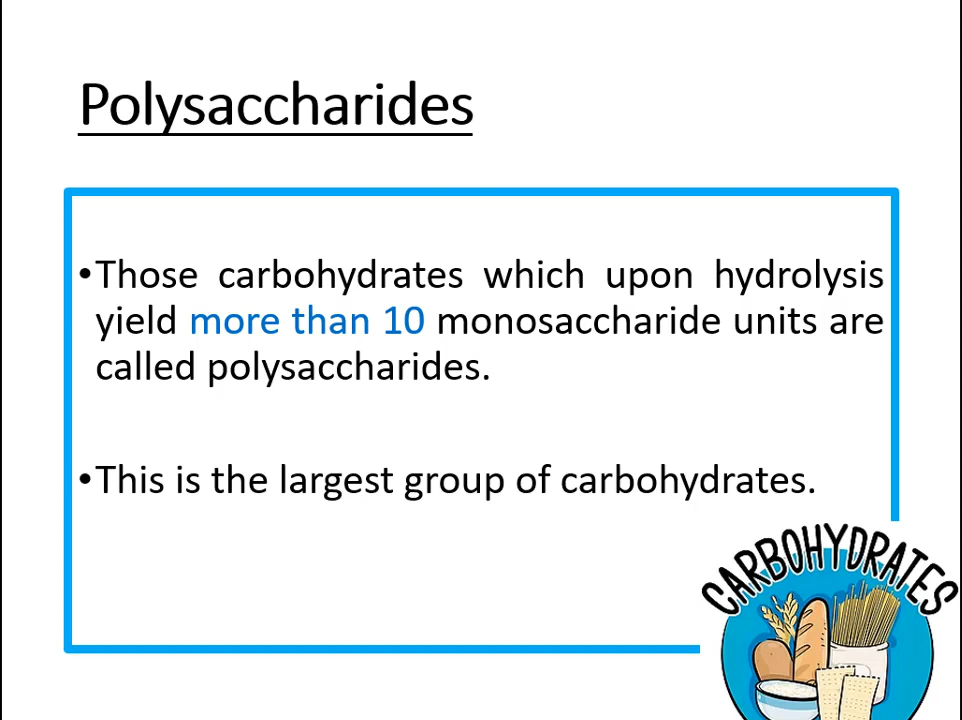 Polysaccharides
•Those carbohydrates which upon hydrolysis
yield more than 10 monosaccharide units are
called polysaccharides.
•This is the largest group of carbohydrates.
CARBOHYDRATES